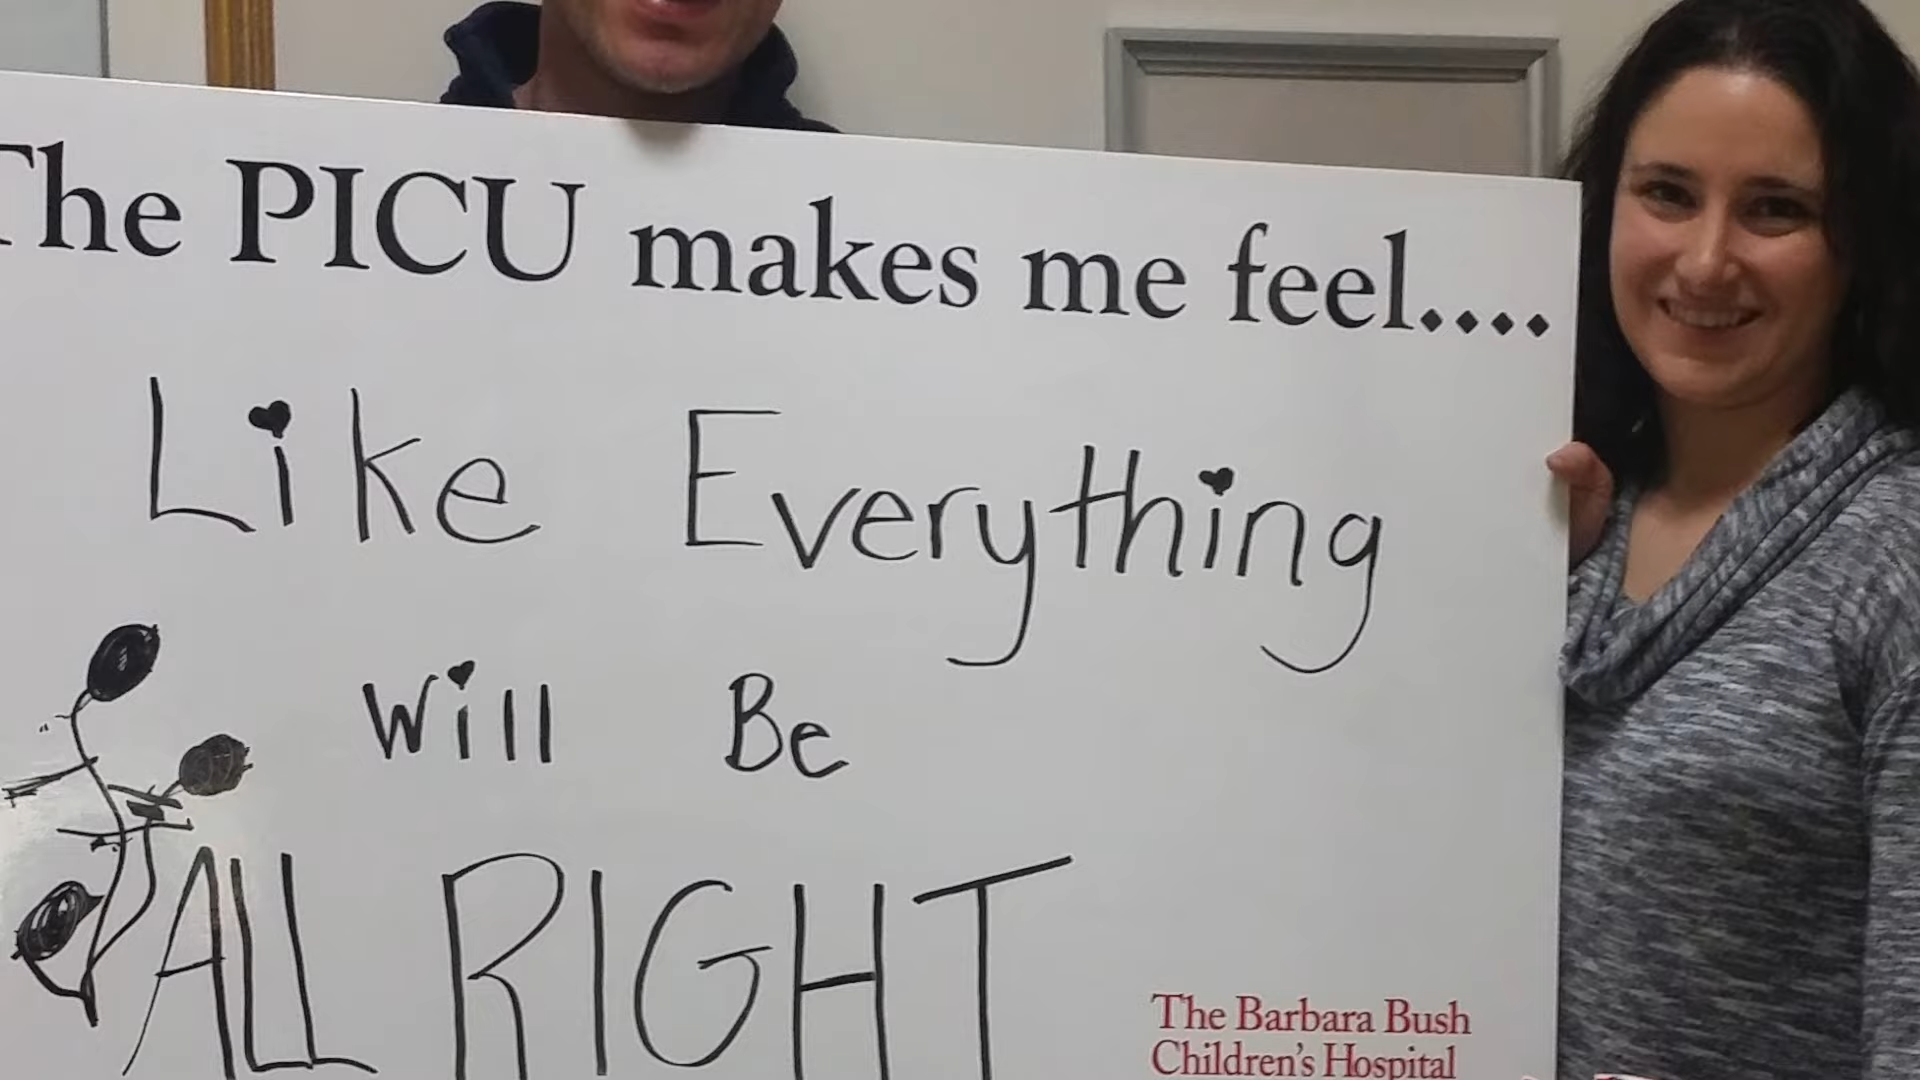 The PICU makes me feel....
Like Everything
Will Be
ALL RIGHT
The Barbara Bush
Children's Hospital